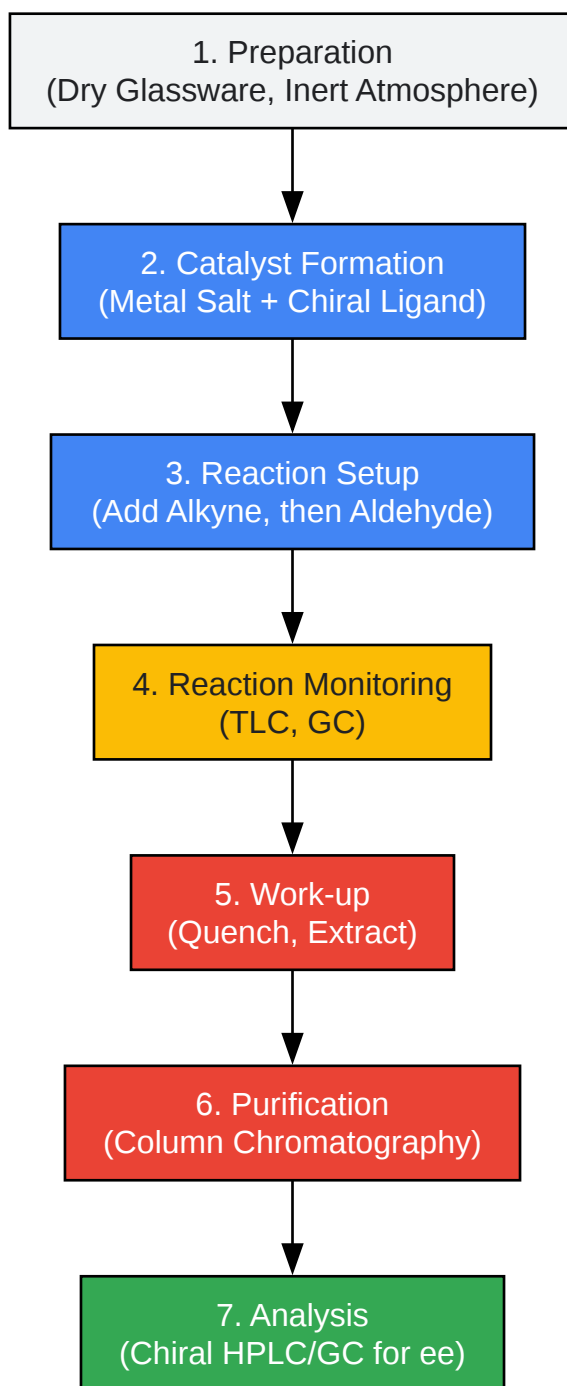 1. Preparation
(Dry Glassware, Inert Atmosphere)
2. Catalyst Formation
(Metal Salt + Chiral Ligand)
3. Reaction Setup
(Add Alkyne, then Aldehyde)
4. Reaction Monitoring
(TLC, GC)
5. Work-up
(Quench, Extract)
6. Purification
(Column Chromatography)
7. Analysis
(Chiral HPLC/GC for ee)